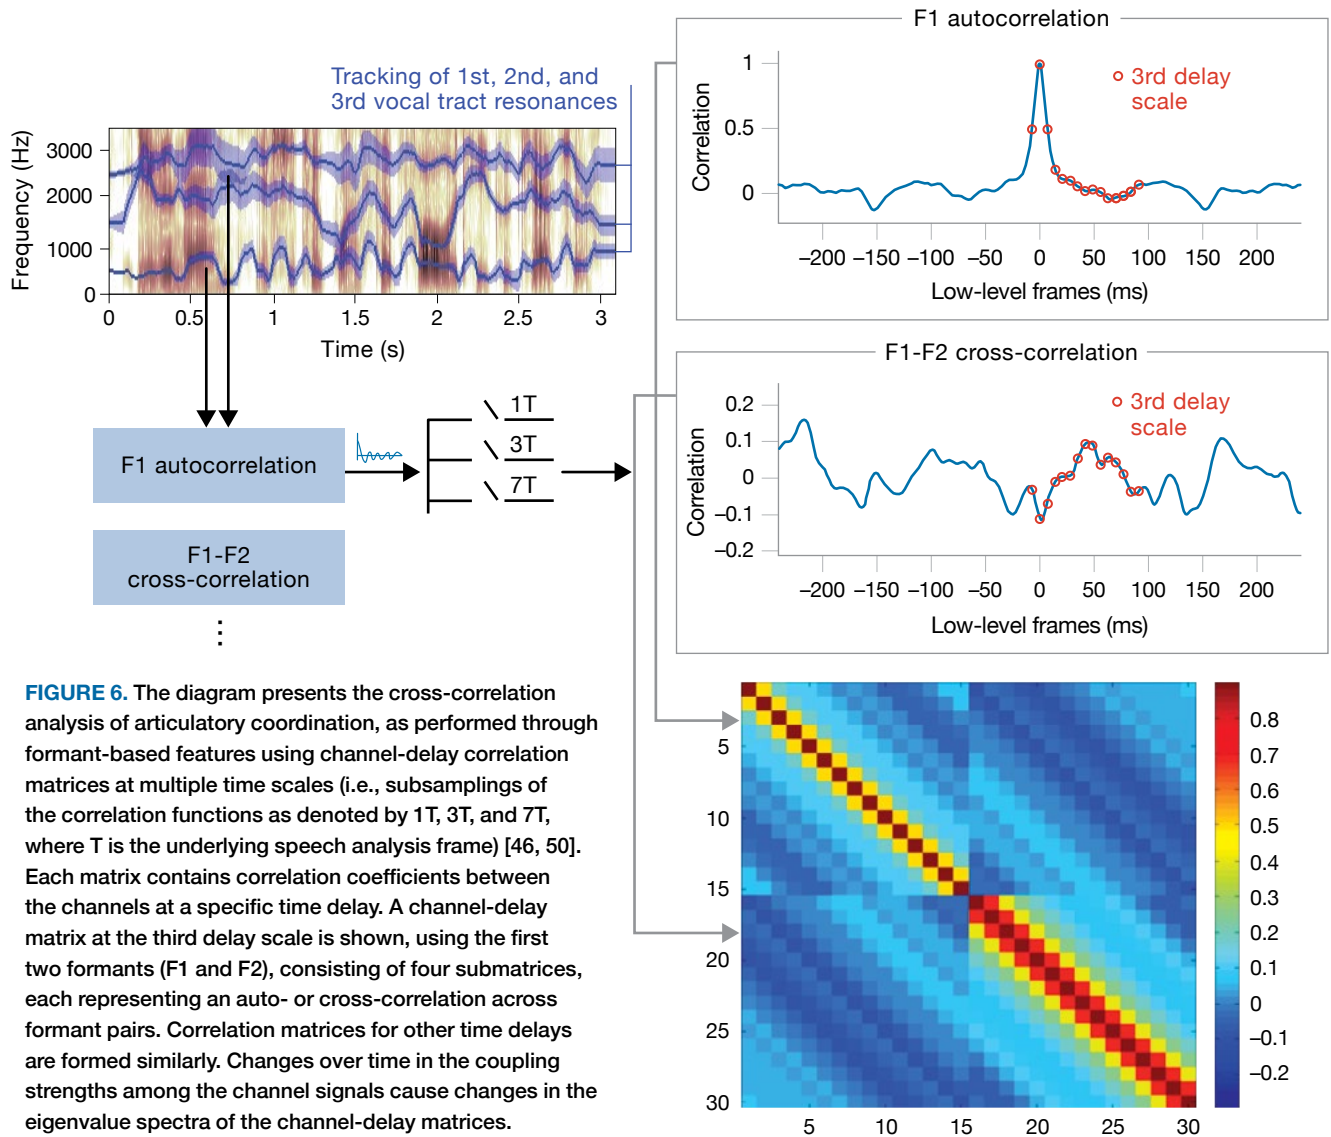 Tracking of 1st, 2nd, and
3rd vocal tract resonances
Frequency (Hz)
3000
2000
1000
0
0
0.5
1
1.5
2
2.5
3
Time (s)
F1 autocorrelation
F1-F2
cross-correlation
⋮
1T
3T
7T
F1 autocorrelation
Correlation
1
0.5
0
3rd delay
scale
−200 −150 −100 −50 0 50 100 150 200
Low-level frames (ms)
F1-F2 cross-correlation
Correlation
0.2
0.1
0
−0.1
−0.2
3rd delay
scale
−200 −150 −100 −50 0 50 100 150 200
Low-level frames (ms)
5
10
15
20
25
30
5 10 15 20 25 30
0.8
0.7
0.6
0.5
0.4
0.3
0.2
0.1
0
−0.1
−0.2
FIGURE 6. The diagram presents the cross-correlation
analysis of articulatory coordination, as performed through
formant-based features using channel-delay correlation
matrices at multiple time scales (i.e., subsamplings of
the correlation functions as denoted by 1T, 3T, and 7T,
where T is the underlying speech analysis frame) [46, 50].
Each matrix contains correlation coefficients between
the channels at a specific time delay. A channel-delay
matrix at the third delay scale is shown, using the first
two formants (F1 and F2), consisting of four submatrices,
each representing an auto- or cross-correlation across
formant pairs. Correlation matrices for other time delays
are formed similarly. Changes over time in the coupling
strengths among the channel signals cause changes in the
eigenvalue spectra of the channel-delay matrices.